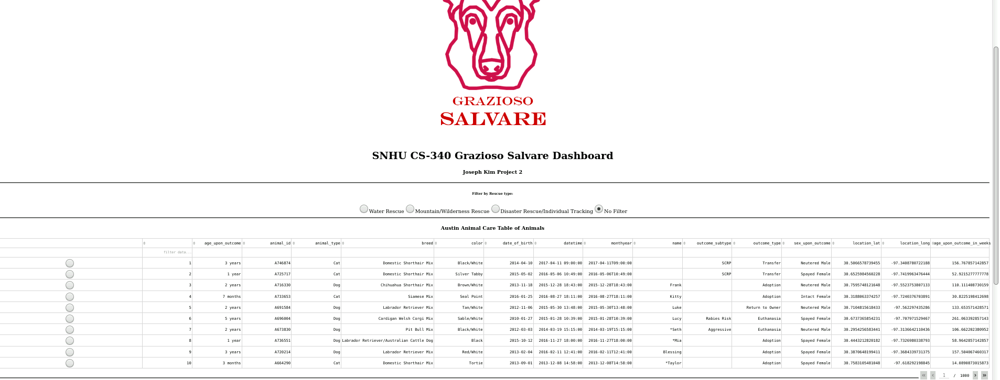 GRAZIOSO
SALVARE
SNHU CS-340 Grazioso Salvare Dashboard
Joseph Kim Project 2
Filter by Rescue type:
Water Rescue Mountain/Wilderness Rescue Disaster Rescue/Individual Tracking No Filter
Austin Animal Care Table of Animals
age_upon_outcome animal_id animal_type breed color date_of_birth datetime monthyear name outcome_subtype outcome_type sex_upon_outcome location_lat location_long age_upon_outcome_in_weeks
filter data...
1 3 years A746874 Cat Domestic Shorthair Mix Black/White 2014-04-10 2017-04-11 09:00:00 2017-04-11T09:00:00 SCRP Transfer Neutered Male 30.5066578739455 -97.3408780722188 156.767857142857
2 1 year A725717 Cat Domestic Shorthair Mix Silver Tabby 2015-05-02 2016-05-06 10:49:00 2016-05-06T10:49:00 SCRP Transfer Spayed Female 30.6525984560228 -97.7419963476444 52.9215277777778
3 2 years A716330 Dog Chihuahua Shorthair Mix Brown/White 2013-11-18 2015-12-28 18:43:00 2015-12-28T18:43:00 Frank Adoption Neutered Male 30.7595748121648 -97.5523753807133 110.111408730159
4 7 months A733653 Cat Siamese Mix Seal Point 2016-01-25 2016-08-27 18:11:00 2016-08-27T18:11:00 Kitty Adoption Intact Female 30.3188063374257 -97.7240376703891 30.8225198412698
5 2 years A691584 Dog Labrador Retriever Mix Tan/White 2012-11-06 2015-05-30 13:48:00 2015-05-30T13:48:00 Luke Return to Owner Neutered Male 30.7104815618433 -97.562297435286 133.653571428571
6 5 years A696004 Dog Cardigan Welsh Corgi Mix Sable/White 2010-01-27 2015-01-28 10:39:00 2015-01-28T10:39:00 Lucy Rabies Risk Euthanasia Spayed Female 30.6737365854231 -97.707971529467 261.063392857143
7 2 years A673830 Dog Pit Bull Mix Black/White 2012-03-03 2014-03-19 15:15:00 2014-03-19T15:15:00 *Seth Aggressive Euthanasia Neutered Male 30.2954256583441 -97.3136642110436 106.662202380952
8 1 year A736551 Dog Labrador Retriever/Australian Cattle Dog Black 2015-10-12 2016-11-27 18:00:00 2016-11-27T18:00:00 *Mia Adoption Spayed Female 30.4443212820182 -97.7326980338793 58.9642857142857
9 3 years A720214 Dog Labrador Retriever Mix Red/White 2013-02-04 2016-02-11 12:41:00 2016-02-11T12:41:00 Blessing Adoption Spayed Female 30.3870648199411 -97.3684339731375 157.504067460317
10 3 months A664290 Cat Domestic Shorthair Mix Tortie 2013-09-01 2013-12-08 14:58:00 2013-12-08T14:58:00 *Taylor Adoption Spayed Female 30.7583105481048 -97.618292198845 14.0890873015873
« ‹ 1 / 1000 › »